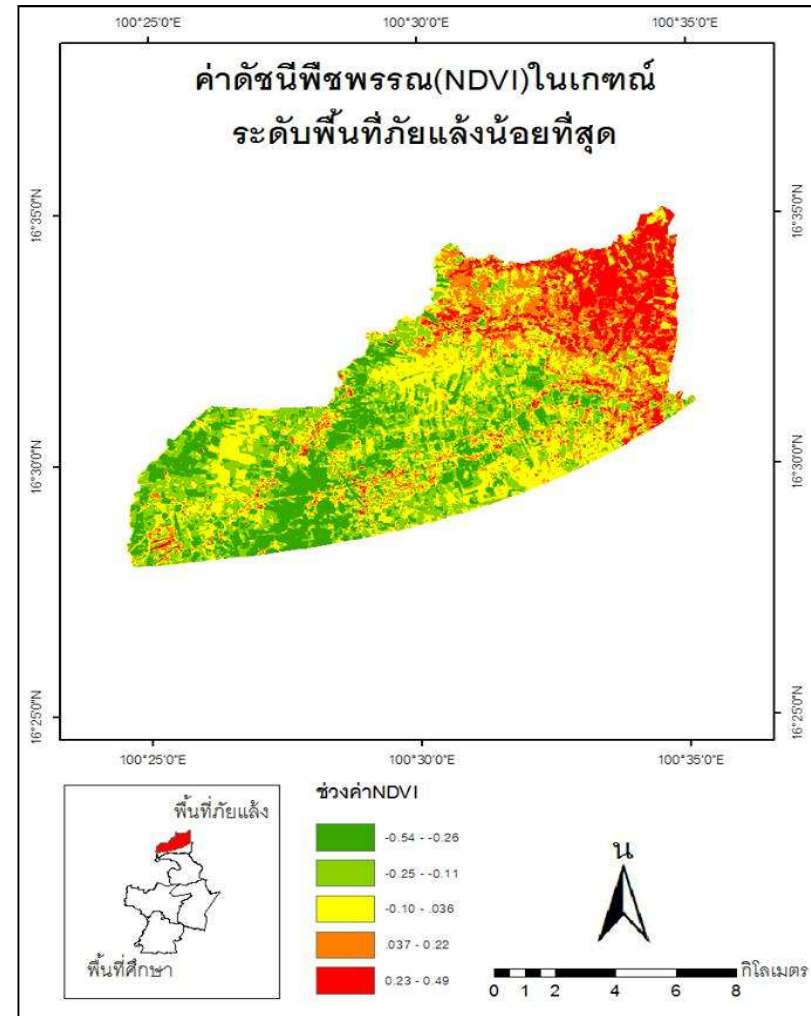 100°25'0"E 100°30'0"E 100°35'0"E
ค่าดัชนีพืชพรรณ(NDVI)ในเกฑณ์
ระดับพื้นที่ภัยแล้งน้อยที่สุด
16°35'0"N 16°35'0"N
16°30'0"N 16°30'0"N
16°25'0"N 16°25'0"N
100°25'0"E 100°30'0"E 100°35'0"E
พื้นที่ภัยแล้ง
พื้นที่ศึกษา
ช่วงค่าNDVI
-0.54 - -0.26
-0.25 - -0.11
-0.10 - .036
.037 - 0.22
0.23 - 0.49
น
กิโลเมตร
0 1 2 4 6 8